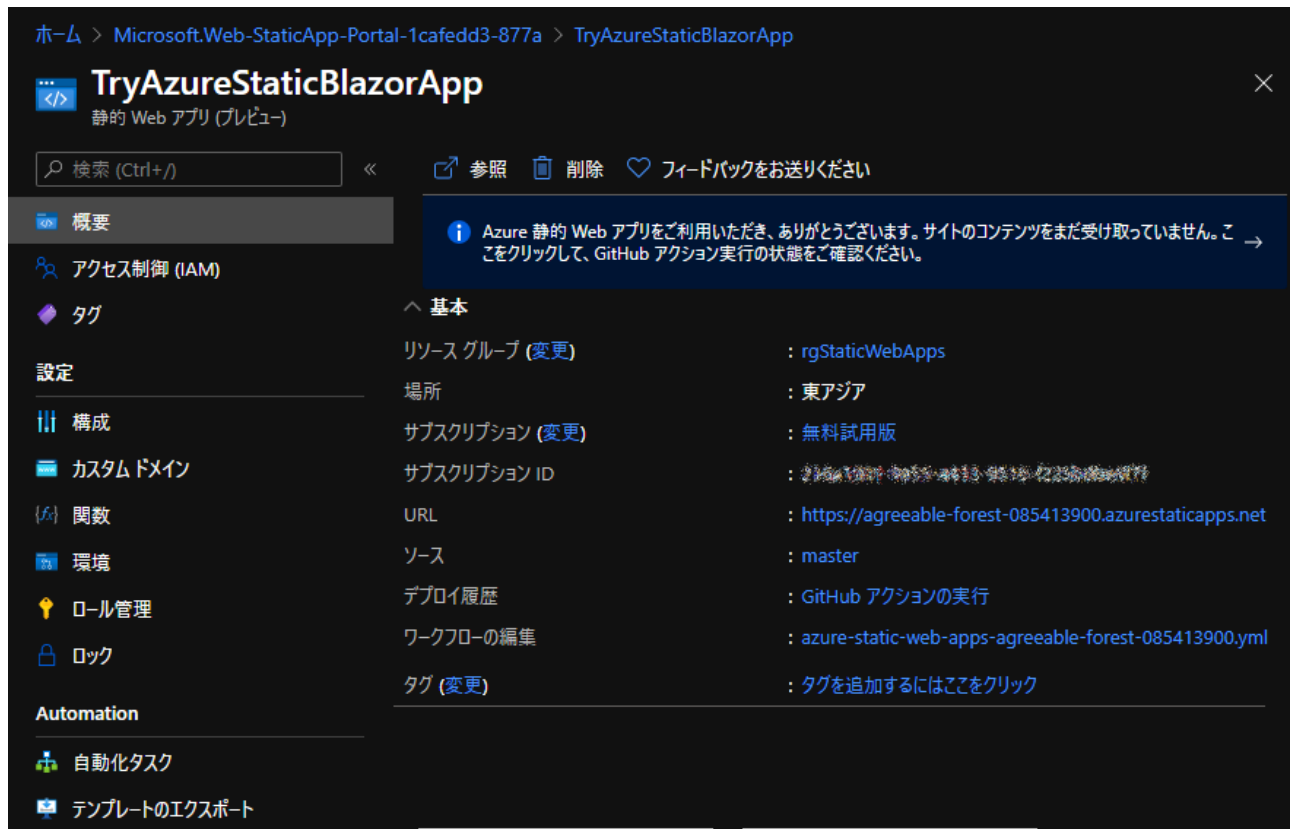 ホーム > Microsoft.Web-StaticApp-Portal-1cafedd3-877a > TryAzureStaticBlazorApp
TryAzureStaticBlazorApp
静的 Web アプリ (プレビュー)
検索 (Ctrl+/)
参照 削除 フィードバックをお送りください
概要
アクセス制御 (IAM)
タグ
設定
構成
カスタム ドメイン
関数
環境
ロール管理
ロック
Automation
自動化タスク
テンプレートのエクスポート
Azure 静的 Web アプリをご利用いただき、ありがとうございます。サイトのコンテンツをまだ受け取っていません。こ
こをクリックして、GitHub アクション実行の状態をご確認ください。
基本
リソース グループ (変更) : rgStaticWebApps
場所 : 東アジア
サブスクリプション (変更) : 無料試用版
サブスクリプション ID :
URL : https://agreeable-forest-085413900.azurestaticapps.net
ソース : master
デプロイ履歴 : GitHub アクションの実行
ワークフローの編集 : azure-static-web-apps-agreeable-forest-085413900.yml
タグ (変更) : タグを追加するにはここをクリック